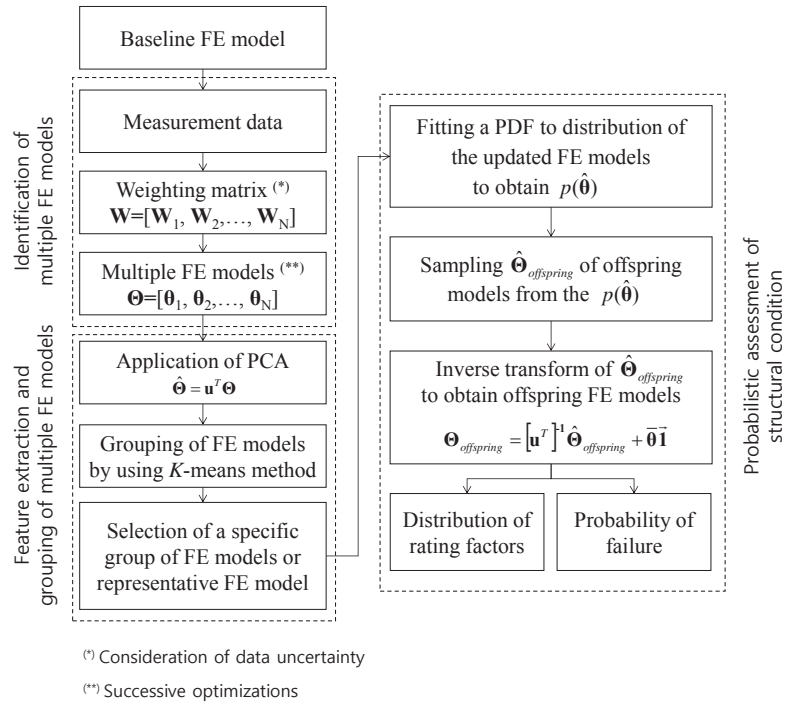 Baseline FE model
Identification of
multiple FE models
Measurement data
Weighting matrix (*)
W=[W1, W2,..., WN]
Multiple FE models (**)
Θ=[θ1, θ2,..., θN]
Feature extraction and
grouping of multiple FE models
Application of PCA
Θ̂ = u^T Θ
Grouping of FE models
by using K-means method
Selection of a specific
group of FE models or
representative FE model
Fitting a PDF to distribution of
the updated FE models
to obtain p(θ̂)
Sampling Θ̂offspring of offspring
models from the p(θ̂)
Inverse transform of Θ̂offspring
to obtain offspring FE models
Θoffspring = [u^T]^-1 Θ̂offspring + θ̄1⃗
Distribution of
rating factors
Probability of
failure
Probabilistic assessment of
structural condition
(*) Consideration of data uncertainty
(**) Successive optimizations